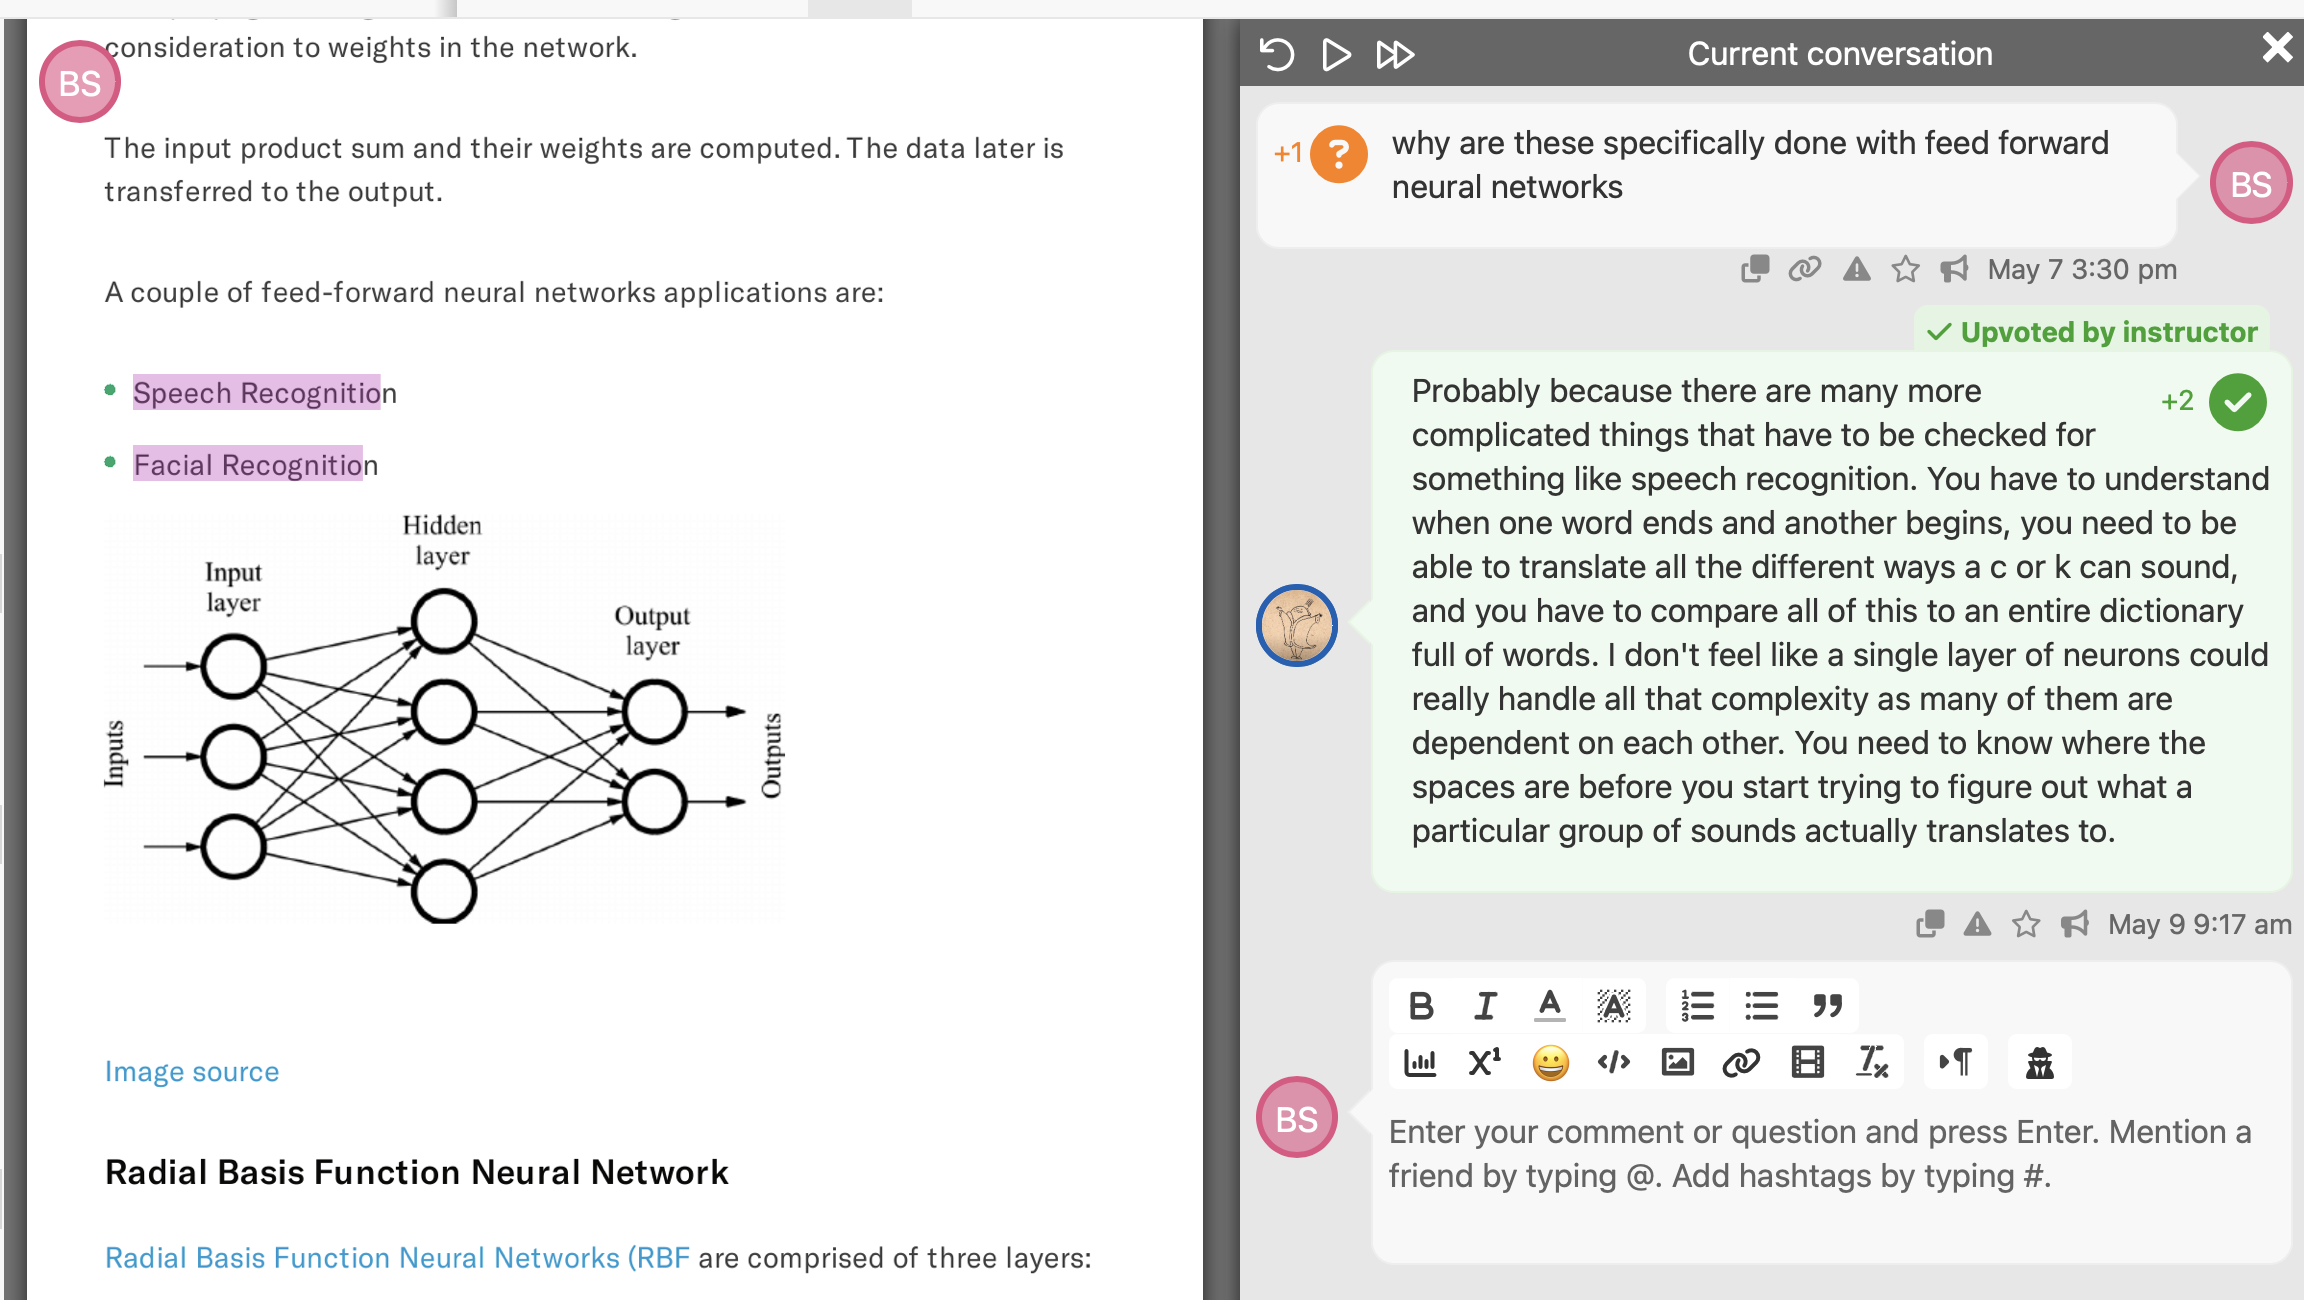 consideration to weights in the network.
BS
The input product sum and their weights are computed. The data later is
transferred to the output.
A couple of feed-forward neural networks applications are:
Speech Recognition
Facial Recognition
Hidden
layer
Input
layer
Output
layer
Inputs
Outputs
Image source
Radial Basis Function Neural Network
Radial Basis Function Neural Networks (RBF are comprised of three layers:
Current conversation
+1 ? why are these specifically done with feed forward
neural networks
BS
May 7 3:30 pm
Upvoted by instructor
Probably because there are many more
+2
complicated things that have to be checked for
something like speech recognition. You have to understand
when one word ends and another begins, you need to be
able to translate all the different ways a c or k can sound,
and you have to compare all of this to an entire dictionary
full of words. I don't feel like a single layer of neurons could
really handle all that complexity as many of them are
dependent on each other. You need to know where the
spaces are before you start trying to figure out what a
particular group of sounds actually translates to.
May 9 9:17 am
BS
Enter your comment or question and press Enter. Mention a
friend by typing @. Add hashtags by typing #.